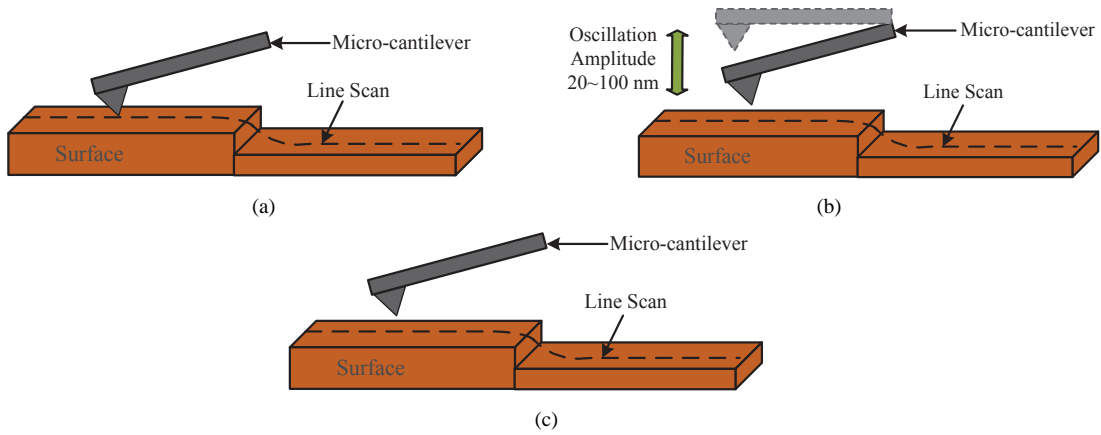 Micro-cantilever
Line Scan
Surface
(a)
Oscillation
Amplitude
20~100 nm
Micro-cantilever
Line Scan
Surface
(b)
Micro-cantilever
Line Scan
Surface
(c)